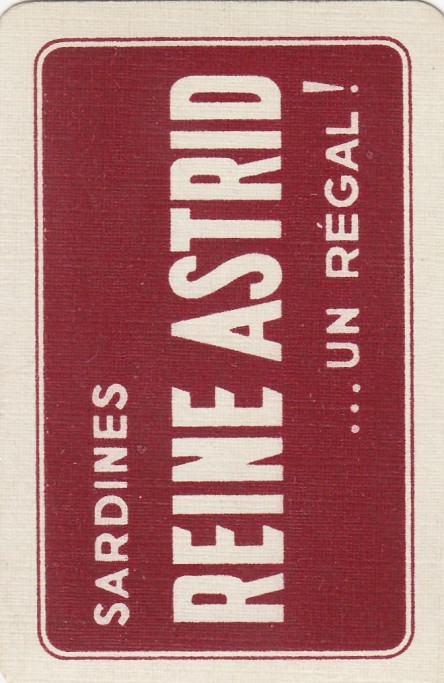 SARDINES
REINE ASTRID
...UN RÉGAL!